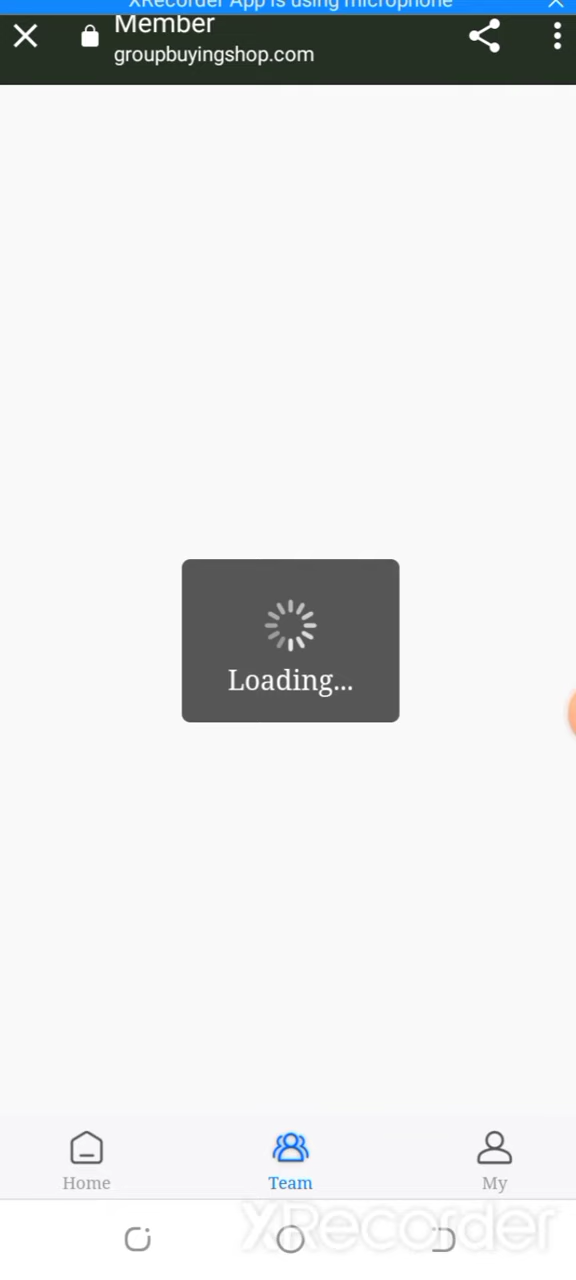 XRecorder App is using microphone
Member
groupbuyingshop.com
Loading...
Home
Team
My
XRecorder